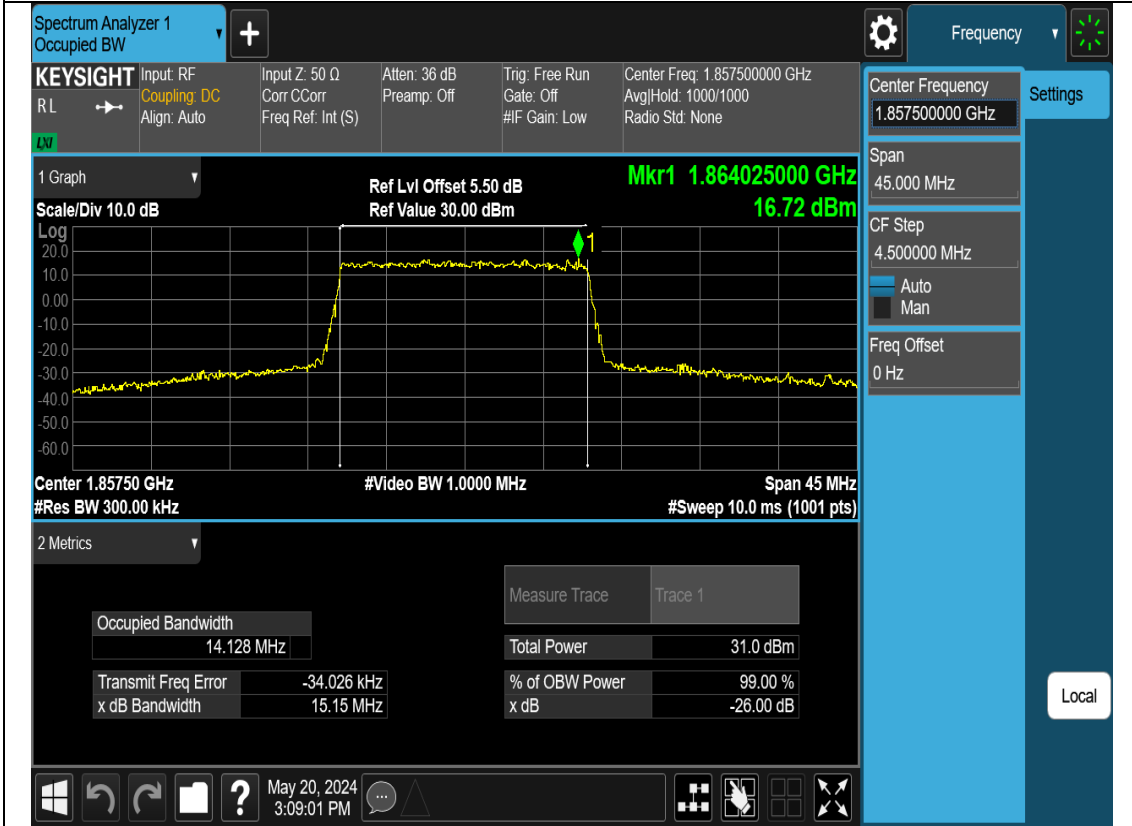 Spectrum Analyzer 1
Occupied BW
+
Frequency
KEYSIGHT
R L
LXI
Input: RF
Coupling: DC
Align: Auto
Input Z: 50 Ω
Corr CCorr
Freq Ref: Int (S)
Atten: 36 dB
Preamp: Off
Trig: Free Run
Gate: Off
#IF Gain: Low
Center Freq: 1.857500000 GHz
Avg|Hold: 1000/1000
Radio Std: None
Center Frequency
1.857500000 GHz
Settings
Span
45.000 MHz
CF Step
4.500000 MHz
Auto
Man
Freq Offset
0 Hz
Local
1 Graph
Scale/Div 10.0 dB
Ref Lvl Offset 5.50 dB
Ref Value 30.00 dBm
Mkr1 1.864025000 GHz
16.72 dBm
Log
20.0
10.0
0.00
-10.0
-20.0
-30.0
-40.0
-50.0
-60.0
1
Center 1.85750 GHz
#Video BW 1.0000 MHz
Span 45 MHz
#Res BW 300.00 kHz
#Sweep 10.0 ms (1001 pts)
2 Metrics
Measure Trace Trace 1
Occupied Bandwidth
14.128 MHz
Total Power 31.0 dBm
Transmit Freq Error -34.026 kHz
% of OBW Power 99.00 %
x dB Bandwidth 15.15 MHz
x dB -26.00 dB
?
May 20, 2024
3:09:01 PM